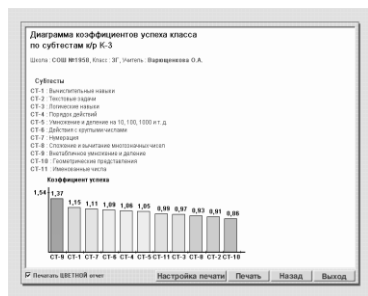 Диаграмма коэффициентов успеха класса
по субтестам к/р К-3
Школа : СОШ №1950, Класс : 3Г, Учитель : Варющенкова О.А.
Субтесты
СТ-1 : Вычислительные навыки
СТ-2 : Текстовые задачи
СТ-3 : Логические навыки
СТ-4 : Порядок действий
СТ-5 : Умножение и деление на 10, 100, 1000 и т. д.
СТ-6 : Действия с круглыми числами
СТ-7 : Нумерация
СТ-8 : Сложение и вычитание многозначных чисел
СТ-9 : Внетабличное умножение и деление
СТ-10 : Геометрические представления
СТ-11 : Именованные числа
Коэффициент успеха
1,54 1,37 1,15 1,11 1,09 1,06 1,05 0,99 0,97 0,93 0,91 0,86
СТ-9 СТ-1 СТ-7 СТ-6 СТ-4 СТ-5 СТ-11 СТ-3 СТ-8 СТ-2 СТ-10
Печатать ЦВЕТНОЙ отчет Настройка печати Печать Назад Выход